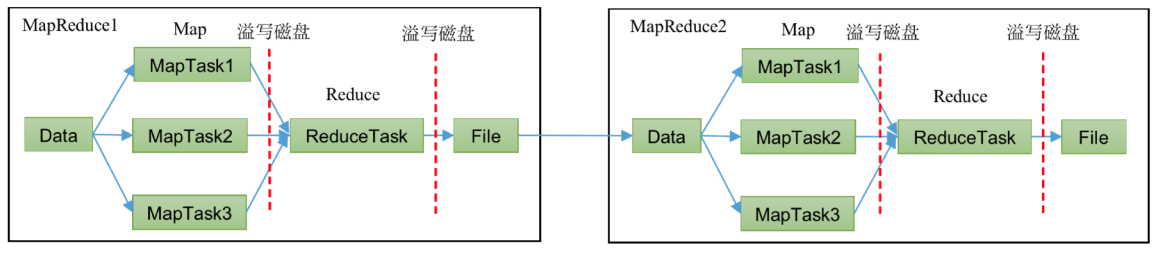 MapReduce1
Map
溢写磁盘
溢写磁盘
MapTask1
Reduce
Data
MapTask2
ReduceTask
File
MapTask3
MapReduce2
Map
溢写磁盘
溢写磁盘
MapTask1
Reduce
Data
MapTask2
ReduceTask
File
MapTask3